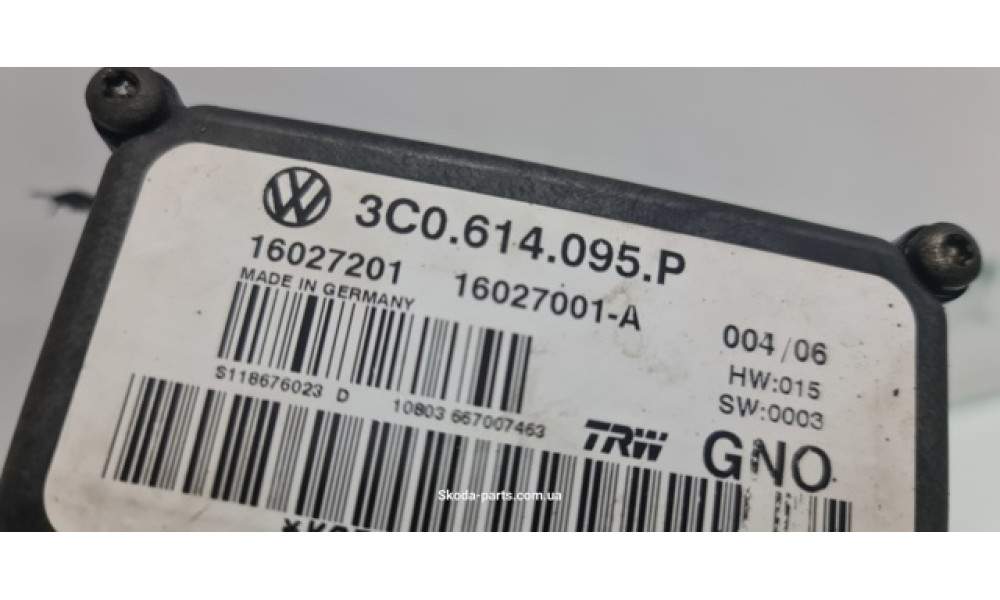 3C0.614.095.P
16027201 16027001-A
MADE IN GERMANY
004/06
HW:015
SW:0003
S118676023 D 10803 667007463
TRW GNO
Skoda-parts.com.ua